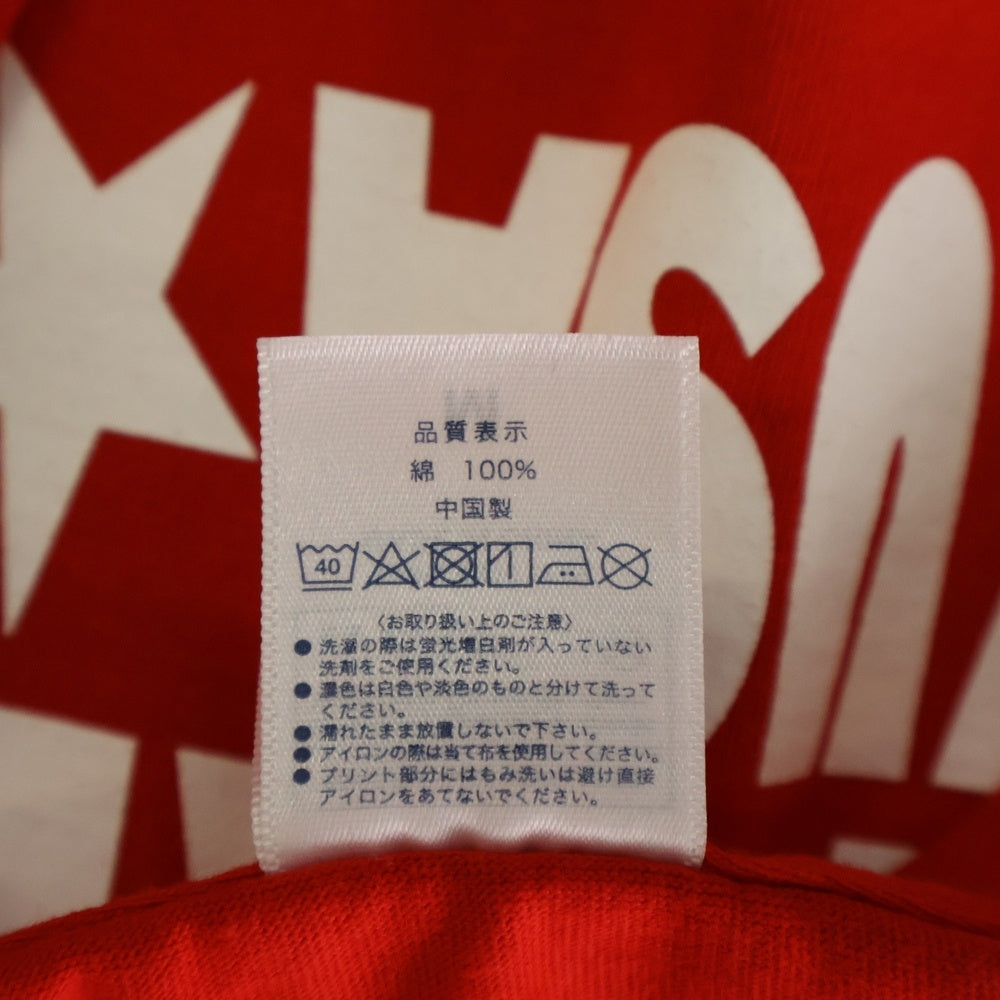 品質表示
綿 100%
中国製
40
〈お取り扱い上のご注意〉
● 洗濯の際は蛍光増白剤が入っていない
洗剤をご使用ください。
● 濃色は白色や淡色のものと分けて洗って
ください。
● 濡れたまま放置しないで下さい。
● アイロンの際は当て布を使用してください。
● プリント部分にはもみ洗いは避け直接
アイロンをあてないでください。